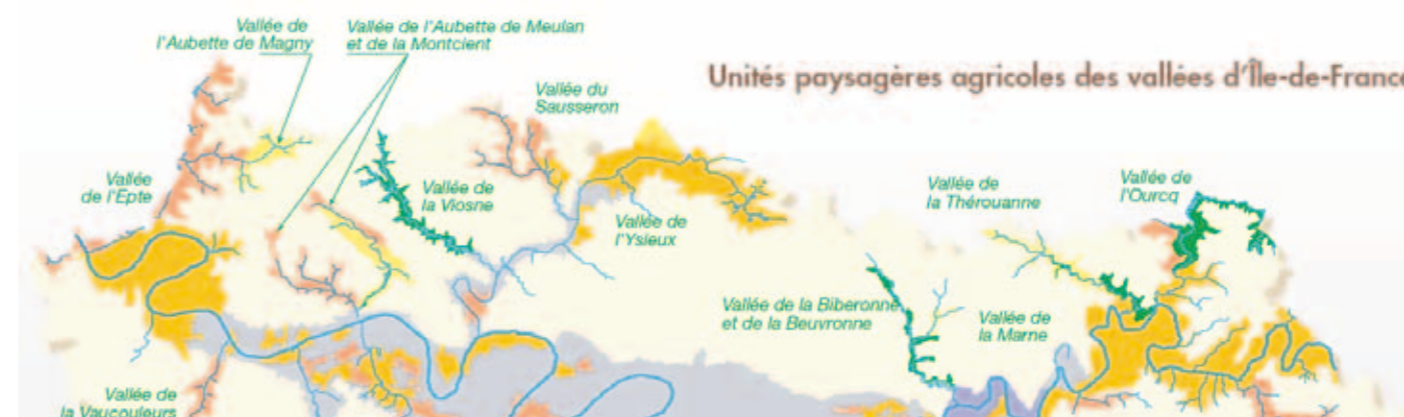 Vallée de
l'Aubette de Magny
Vallée de l'Aubette de Meulan
et de la Montcient
Unités paysagères agricoles des vallées d'Île-de-France
Vallée du
Sausseron
Vallée
de l'Epte
Vallée de
la Viosne
Vallée de
l'Ysieux
Vallée de
la Thérouanne
Vallée de
l'Ourcq
Vallée de la Biberonne
et de la Beuvronne
Vallée de
la Marne
Vallée de
la Vaucouleurs